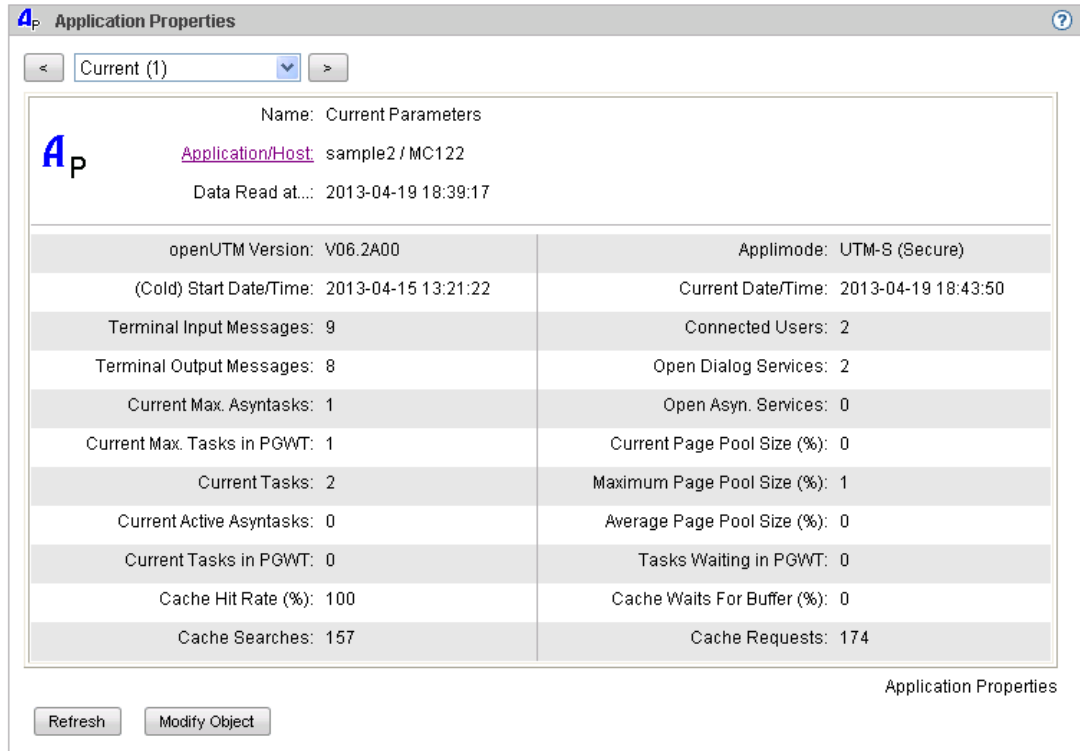 AP Application Properties ?
< Current (1) >
Name: Current Parameters
AP Application/Host: sample2 / MC122
Data Read at...: 2013-04-19 18:39:17
openUTM Version: V06.2A00 Applimode: UTM-S (Secure)
(Cold) Start Date/Time: 2013-04-15 13:21:22 Current Date/Time: 2013-04-19 18:43:50
Terminal Input Messages: 9 Connected Users: 2
Terminal Output Messages: 8 Open Dialog Services: 2
Current Max. Asyntasks: 1 Open Asyn. Services: 0
Current Max. Tasks in PGWT: 1 Current Page Pool Size (%): 0
Current Tasks: 2 Maximum Page Pool Size (%): 1
Current Active Asyntasks: 0 Average Page Pool Size (%): 0
Current Tasks in PGWT: 0 Tasks Waiting in PGWT: 0
Cache Hit Rate (%): 100 Cache Waits For Buffer (%): 0
Cache Searches: 157 Cache Requests: 174
Application Properties
Refresh Modify Object